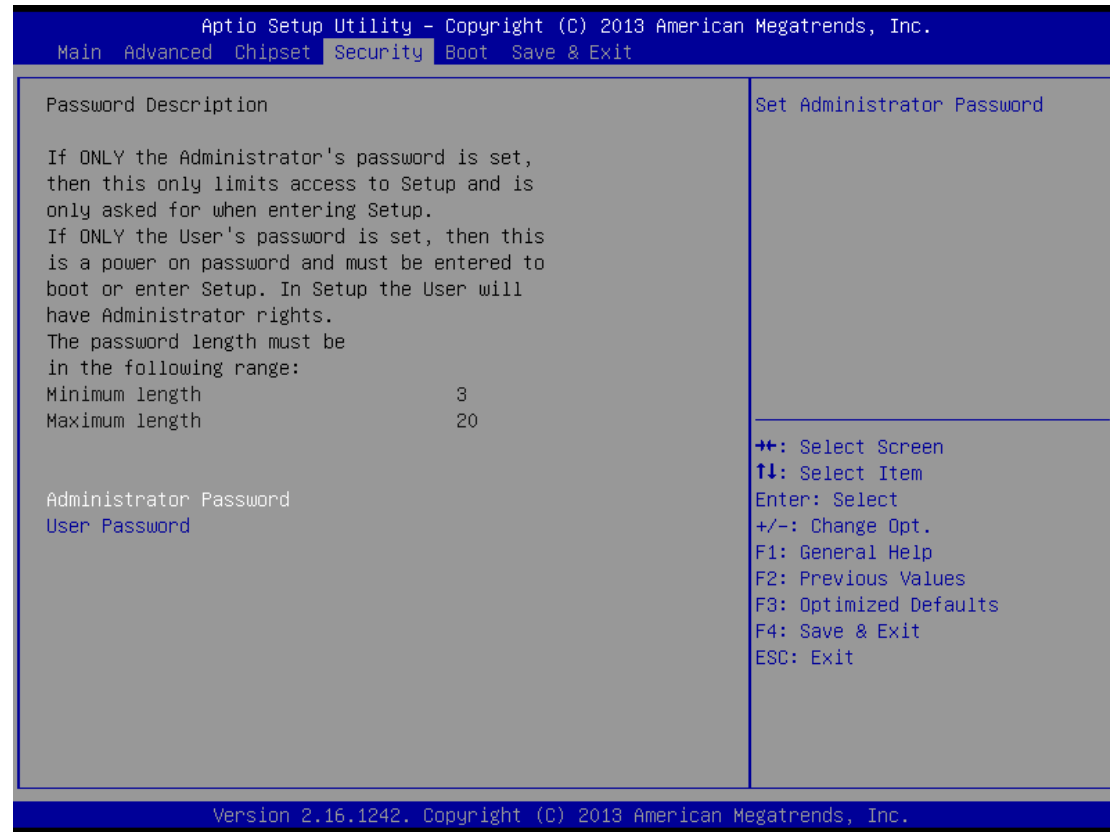 Aptio Setup Utility – Copyright (C) 2013 American Megatrends, Inc.
Main Advanced Chipset Security Boot Save & Exit
Password Description
If ONLY the Administrator's password is set,
then this only limits access to Setup and is
only asked for when entering Setup.
If ONLY the User's password is set, then this
is a power on password and must be entered to
boot or enter Setup. In Setup the User will
have Administrator rights.
The password length must be
in the following range:
Minimum length 3
Maximum length 20
Administrator Password
User Password
Set Administrator Password
→←: Select Screen
↑↓: Select Item
Enter: Select
+/-: Change Opt.
F1: General Help
F2: Previous Values
F3: Optimized Defaults
F4: Save & Exit
ESC: Exit
Version 2.16.1242. Copyright (C) 2013 American Megatrends, Inc.